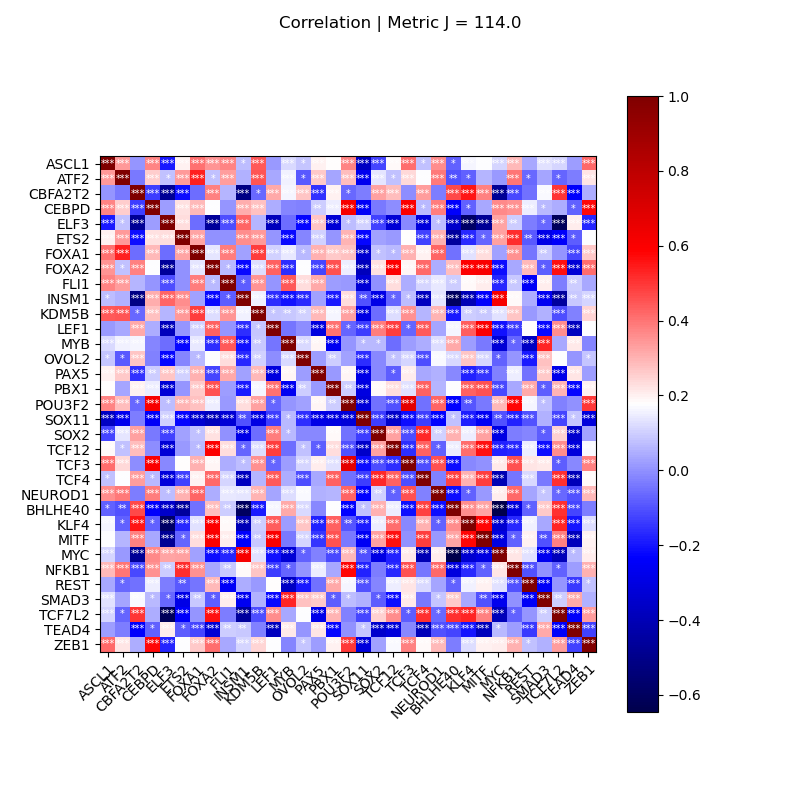 Correlation | Metric J = 114.0
ASCL1
ATF2
CBFA2T2
CEBPD
ELF3
ETS2
FOXA1
FOXA2
FLI1
INSM1
KDM5B
LEF1
MYB
OVOL2
PAX5
PBX1
POU3F2
SOX11
SOX2
TCF12
TCF3
TCF4
NEUROD1
BHLHE40
KLF4
MITF
MYC
NFKB1
REST
SMAD3
TCF7L2
TEAD4
ZEB1
ASCL1
ATF2
CBFA2T2
CEBPD
ELF3
ETS2
FOXA1
FOXA2
FLI1
INSM1
KDM5B
LEF1
MYB
OVOL2
PAX5
PBX1
POU3F2
SOX11
SOX2
TCF12
TCF3
TCF4
NEUROD1
BHLHE40
KLF4
MITF
MYC
NFKB1
REST
SMAD3
TCF7L2
TEAD4
ZEB1
1.0
0.8
0.6
0.4
0.2
0.0
−0.2
−0.4
−0.6